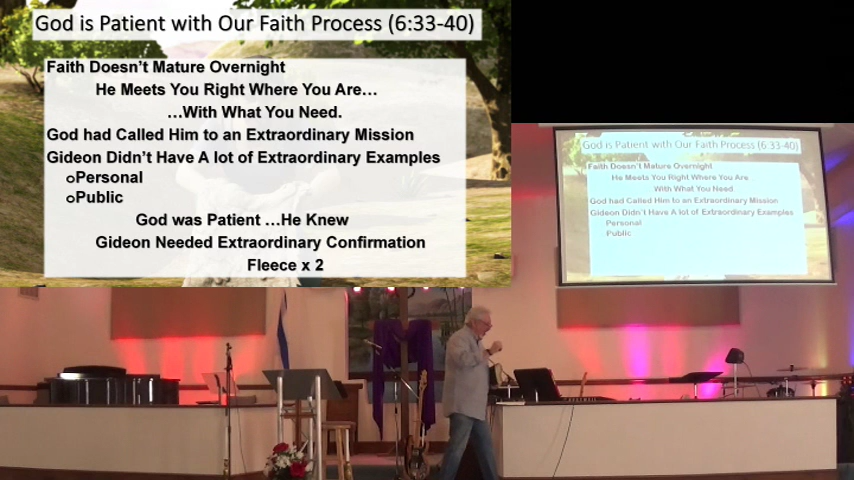 God is Patient with Our Faith Process (6:33-40)
Faith Doesn't Mature Overnight
He Meets You Right Where You Are…
…With What You Need.
God had Called Him to an Extraordinary Mission
Gideon Didn't Have A lot of Extraordinary Examples
oPersonal
oPublic
God was Patient …He Knew
Gideon Needed Extraordinary Confirmation
Fleece x 2
God is Patient with Our Faith Process (6:33-40)
Faith Doesn't Mature Overnight
He Meets You Right Where You Are
With What You Need
God had Called Him to an Extraordinary Mission
Gideon Didn't Have A lot of Extraordinary Examples
Personal
Public